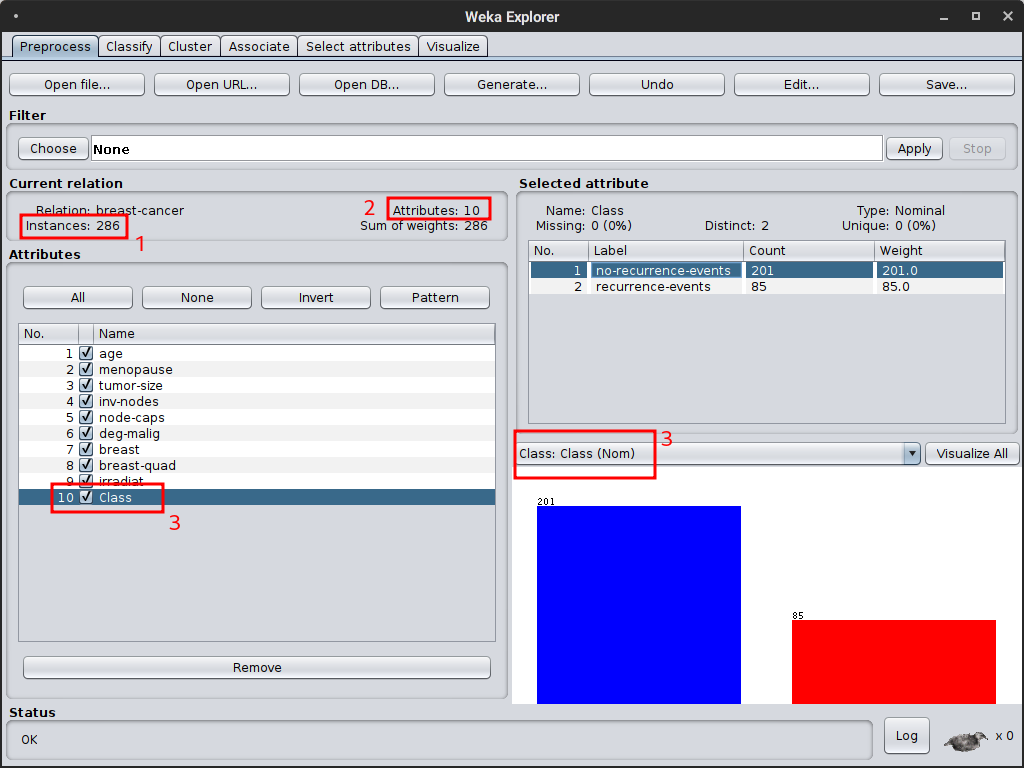 Weka Explorer
Preprocess Classify Cluster Associate Select attributes Visualize
Open file... Open URL... Open DB... Generate... Undo Edit... Save...
Filter
Choose None Apply Stop
Current relation
Relation: breast-cancer
2 Attributes: 10
Instances: 286
Sum of weights: 286
1
Attributes
All None Invert Pattern
No. Name
1 age
2 menopause
3 tumor-size
4 inv-nodes
5 node-caps
6 deg-malig
7 breast
8 breast-quad
9 irradiat
10 Class
3
Remove
Selected attribute
Name: Class Type: Nominal
Missing: 0 (0%) Distinct: 2 Unique: 0 (0%)
No. Label Count Weight
1 no-recurrence-events 201 201.0
2 recurrence-events 85 85.0
3
Class: Class (Nom) Visualize All
201
85
Status
OK
Log x 0